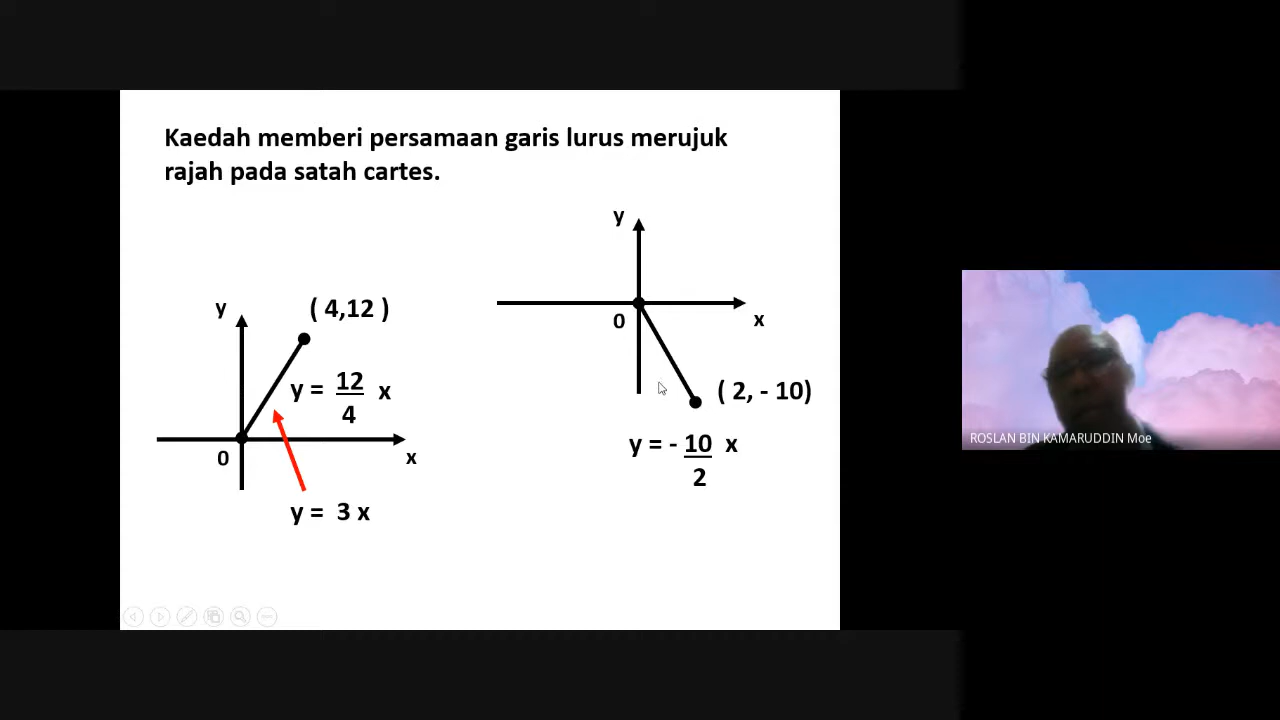 Kaedah memberi persamaan garis lurus merujuk
rajah pada satah cartes.
y
( 4,12 )
y = 12/4 x
0
x
y = 3 x
y
0
x
( 2, - 10)
y = - 10/2 x
ROSLAN BIN KAMARUDDIN Moe